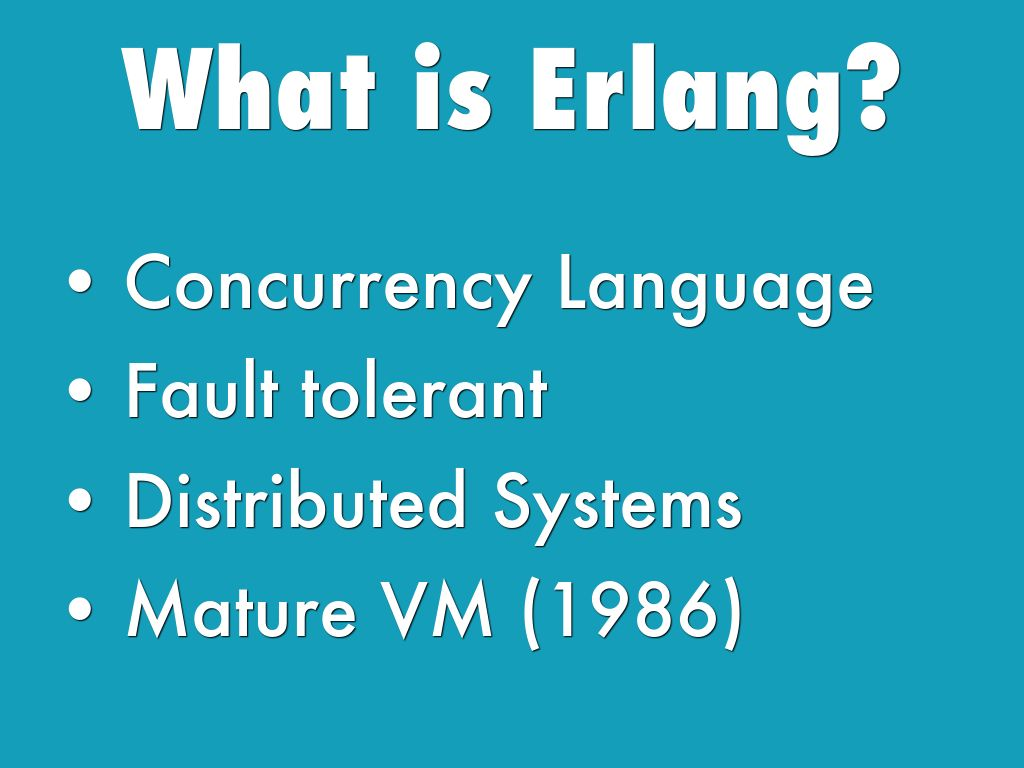 What is Erlang?
• Concurrency Language
• Fault tolerant
• Distributed Systems
• Mature VM (1986)